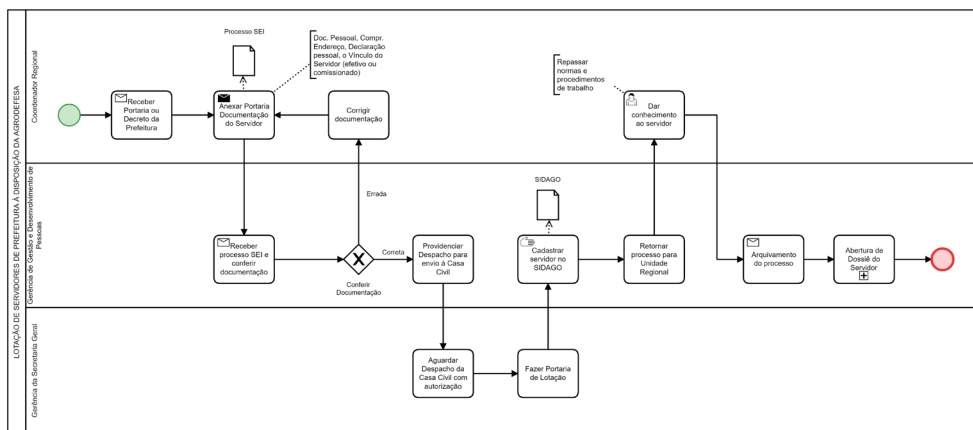 LOTAÇÃO DE SERVIDORES DE PREFEITURA À DISPOSIÇÃO DA AGRODEFESA
Coordenador Regional
Processo SEI
Doc. Pessoal, Compr.
Endereço, Declaração
pessoal, o Vínculo do
Servidor (efetivo ou
comissionado)
Receber
Portaria ou
Decreto da
Prefeitura
Anexar Portaria
Documentação
do Servidor
Corrigir
documentação
Repassar
normas e
procedimentos
de trabalho
Dar
conhecimento
ao servidor
Gerência de Gestão e Desenvolvimento de
Pessoas
Errada
SIDAGO
Receber
processo SEI e
conferir
documentação
Conferir
Documentação
Correta
Providenciar
Despacho para
envio à Casa
Civil
Cadastrar
servidor no
SIDAGO
Retornar
processo para
Unidade
Regional
Arquivamento
do processo
Abertura de
Dossiê do
Servidor
Gerência da Secretaria Geral
Aguardar
Despacho da
Casa Civil com
autorização
Fazer Portaria
de Lotação